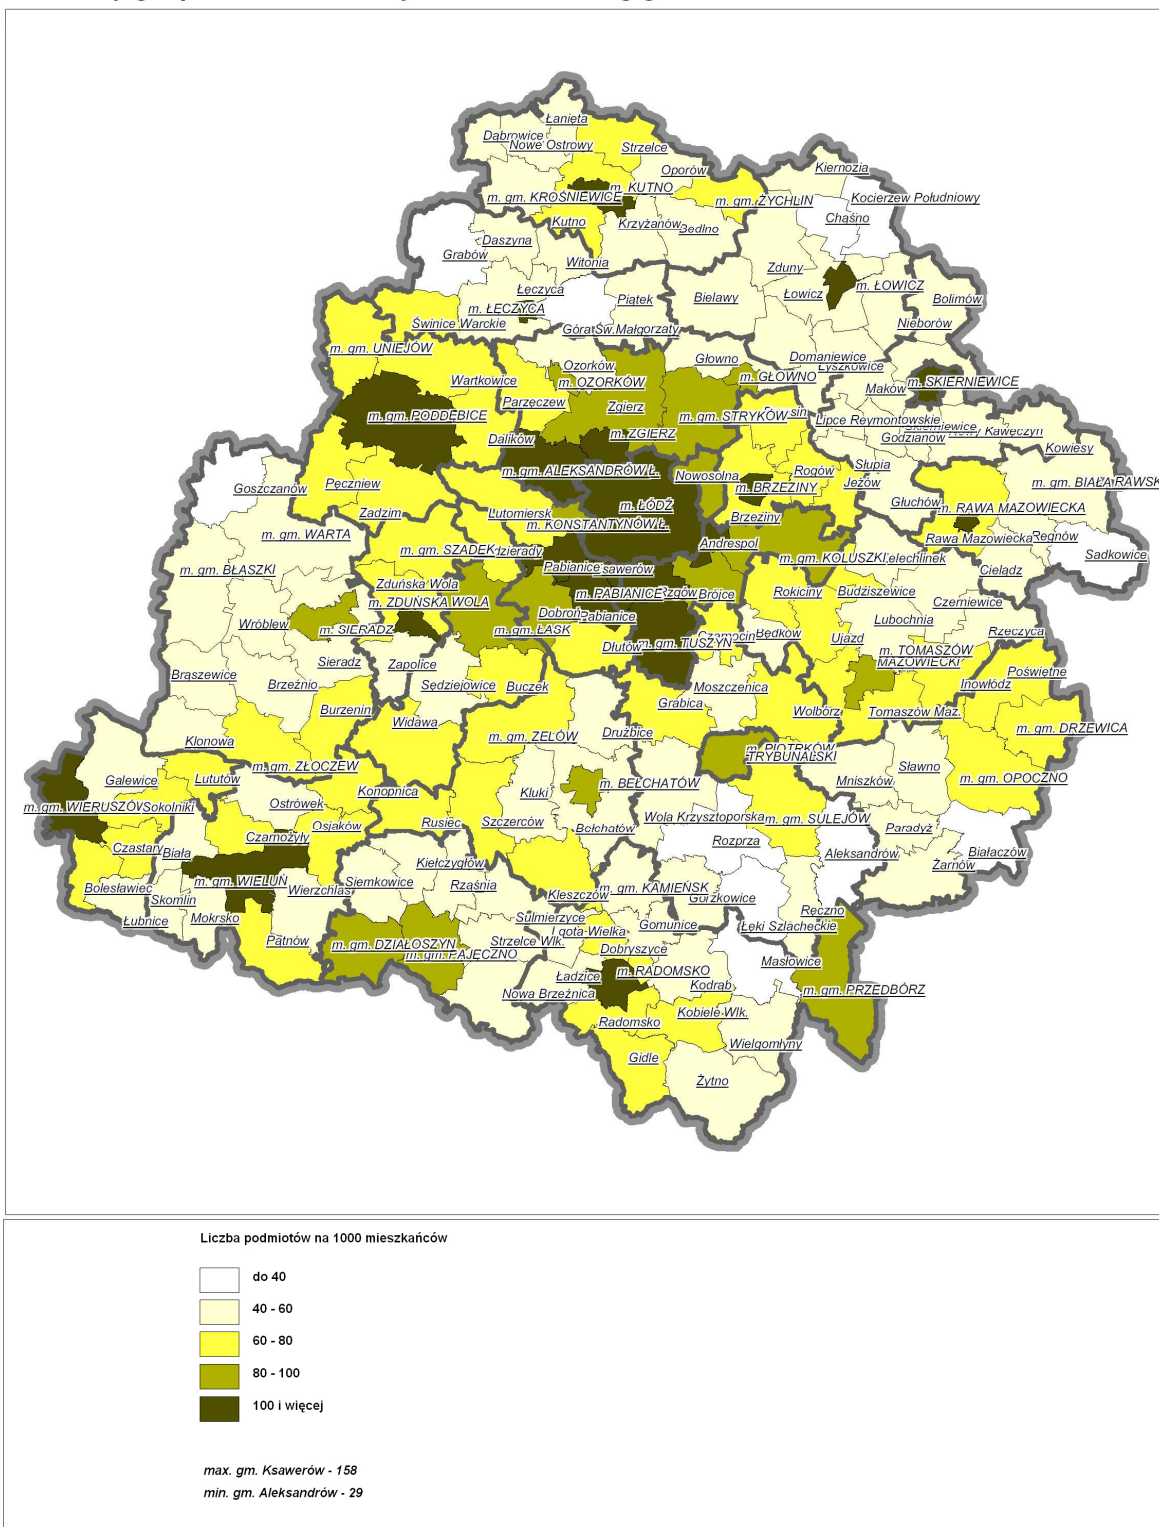 Łanięta
Dąbrowice
Nowe Ostrowy
Strzelce
Oporów
Kiernozia
m. KUTNO
m. gm. KROŚNIEWICE
m. gm. ŻYCHLIN
Kocierzew Południowy
Chąśno
Kutno
Krzyżanów
Bedlno
Daszyna
Grabów
Witonia
Zduny
Łęczyca
Łowicz
m. ŁOWICZ
Bielawy
Piątek
Bolimów
m. ŁĘCZYCA
Świnice Warckie
Góra Św.Małgorzaty
Nieborów
m. gm. UNIEJÓW
Ozorków
Głowno
Domaniewice
Łyszkowice
m. GŁOWNO
Wartkowice
m. OZORKÓW
Maków
m. SKIERNIEWICE
Parzęczew
Zgierz
m. gm. PODDĘBICE
m. gm. STRYKÓW
Lipce Reymontowskie
Dalików
m. ZGIERZ
Godzianów
Nowy Kawęczyn
Kowiesy
m. gm. ALEKSANDRÓW Ł.
Nowosolna
Rogów
Słupia
Jeżów
Pęczniew
Goszczanów
m. BRZEZINY
m. gm. BIAŁA RAWSK
Głuchów
m. RAWA MAZOWIECKA
Zadzim
Lutomiersk
m. ŁÓDŹ
Brzeziny
m. KONSTANTYNÓW Ł.
m. gm. WARTA
Rawa Mazowiecka
Regnów
Andrespol
Sadkowice
m. gm. SZADEK
m. gm. KOLUSZKI
Cielądz
m. gm. BŁASZKI
Pabianice
Zduńska Wola
m. PABIANICE
Rzgów
Brójce
Rokiciny
Budziszewice
m. ZDUŃSKA WOLA
Czerniewice
Dobroń
Pabianice
Lubochnia
Wróblew
m. SIERADZ
m. gm. ŁASK
Czarnocin
Będków
Ujazd
Rzeczyca
Dłutów
m. gm. TUSZYN
m. TOMASZÓW
MAZOWIECKI
Sieradz
Zapolice
Poświętne
Brąszewice
Brzeźnio
Sędziejowice
Buczek
Moszczenica
Inowłódz
Grabica
Burzenin
Widawa
Wolbórz
Tomaszów Maz.
m. gm. DRZEWICA
Klonowa
m. gm. ZELÓW
Drużbice
m. PIOTRKÓW
TRYBUNALSKI
m. gm. ZŁOCZEW
Sławno
Galewice
Lututów
m. BEŁCHATÓW
Mniszków
m. gm. OPOCZNO
Konopnica
Kluki
m. gm. WIERUSZÓW
Sokolniki
Ostrówek
Rusiec
Szczerców
Wola Krzysztoporska
m. gm. SULEJÓW
Osjaków
Bełchatów
Paradyż
Czarnożyły
Rozprza
Czastary
Biała
Aleksandrów
Białaczów
Kiełczygłów
Żarnów
m. gm. WIELUŃ
Siemkowice
Rząśnia
Bolesławiec
Wierzchlas
Kleszczów
m. gm. KAMIEŃSK
Skomlin
Gorzkowice
Łubnice
Mokrsko
Sulmierzyce
Gomunice
Ręczno
Łęki Szlacheckie
Pątnów
m. gm. DZIAŁOSZYN
Strzelce Wlk.
Lgota Wielka
m. gm. PAJĘCZNO
Dobryszyce
Masłowice
Ładzice
m. RADOMSKO
Kodrąb
Nowa Brzeźnica
m. gm. PRZEDBÓRZ
Radomsko
Kobiele Wlk.
Gidle
Wielgomłyny
Żytno
Liczba podmiotów na 1000 mieszkańców
do 40
40 - 60
60 - 80
80 - 100
100 i więcej
max. gm. Ksawerów - 158
min. gm. Aleksandrów - 29